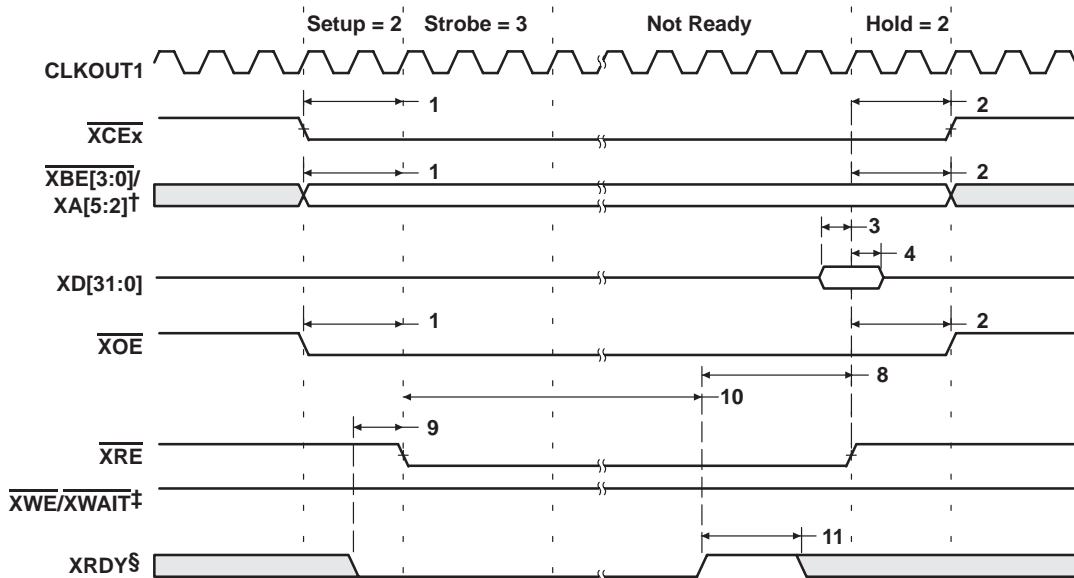 Setup = 2 Strobe = 3 Not Ready Hold = 2
CLKOUT1
1 2
XCEx
XBE[3:0]/
1 2
XA[5:2]†
3
4
XD[31:0]
1 2
XOE
8
10
9
XRE
XWE/XWAIT‡
11
XRDY§